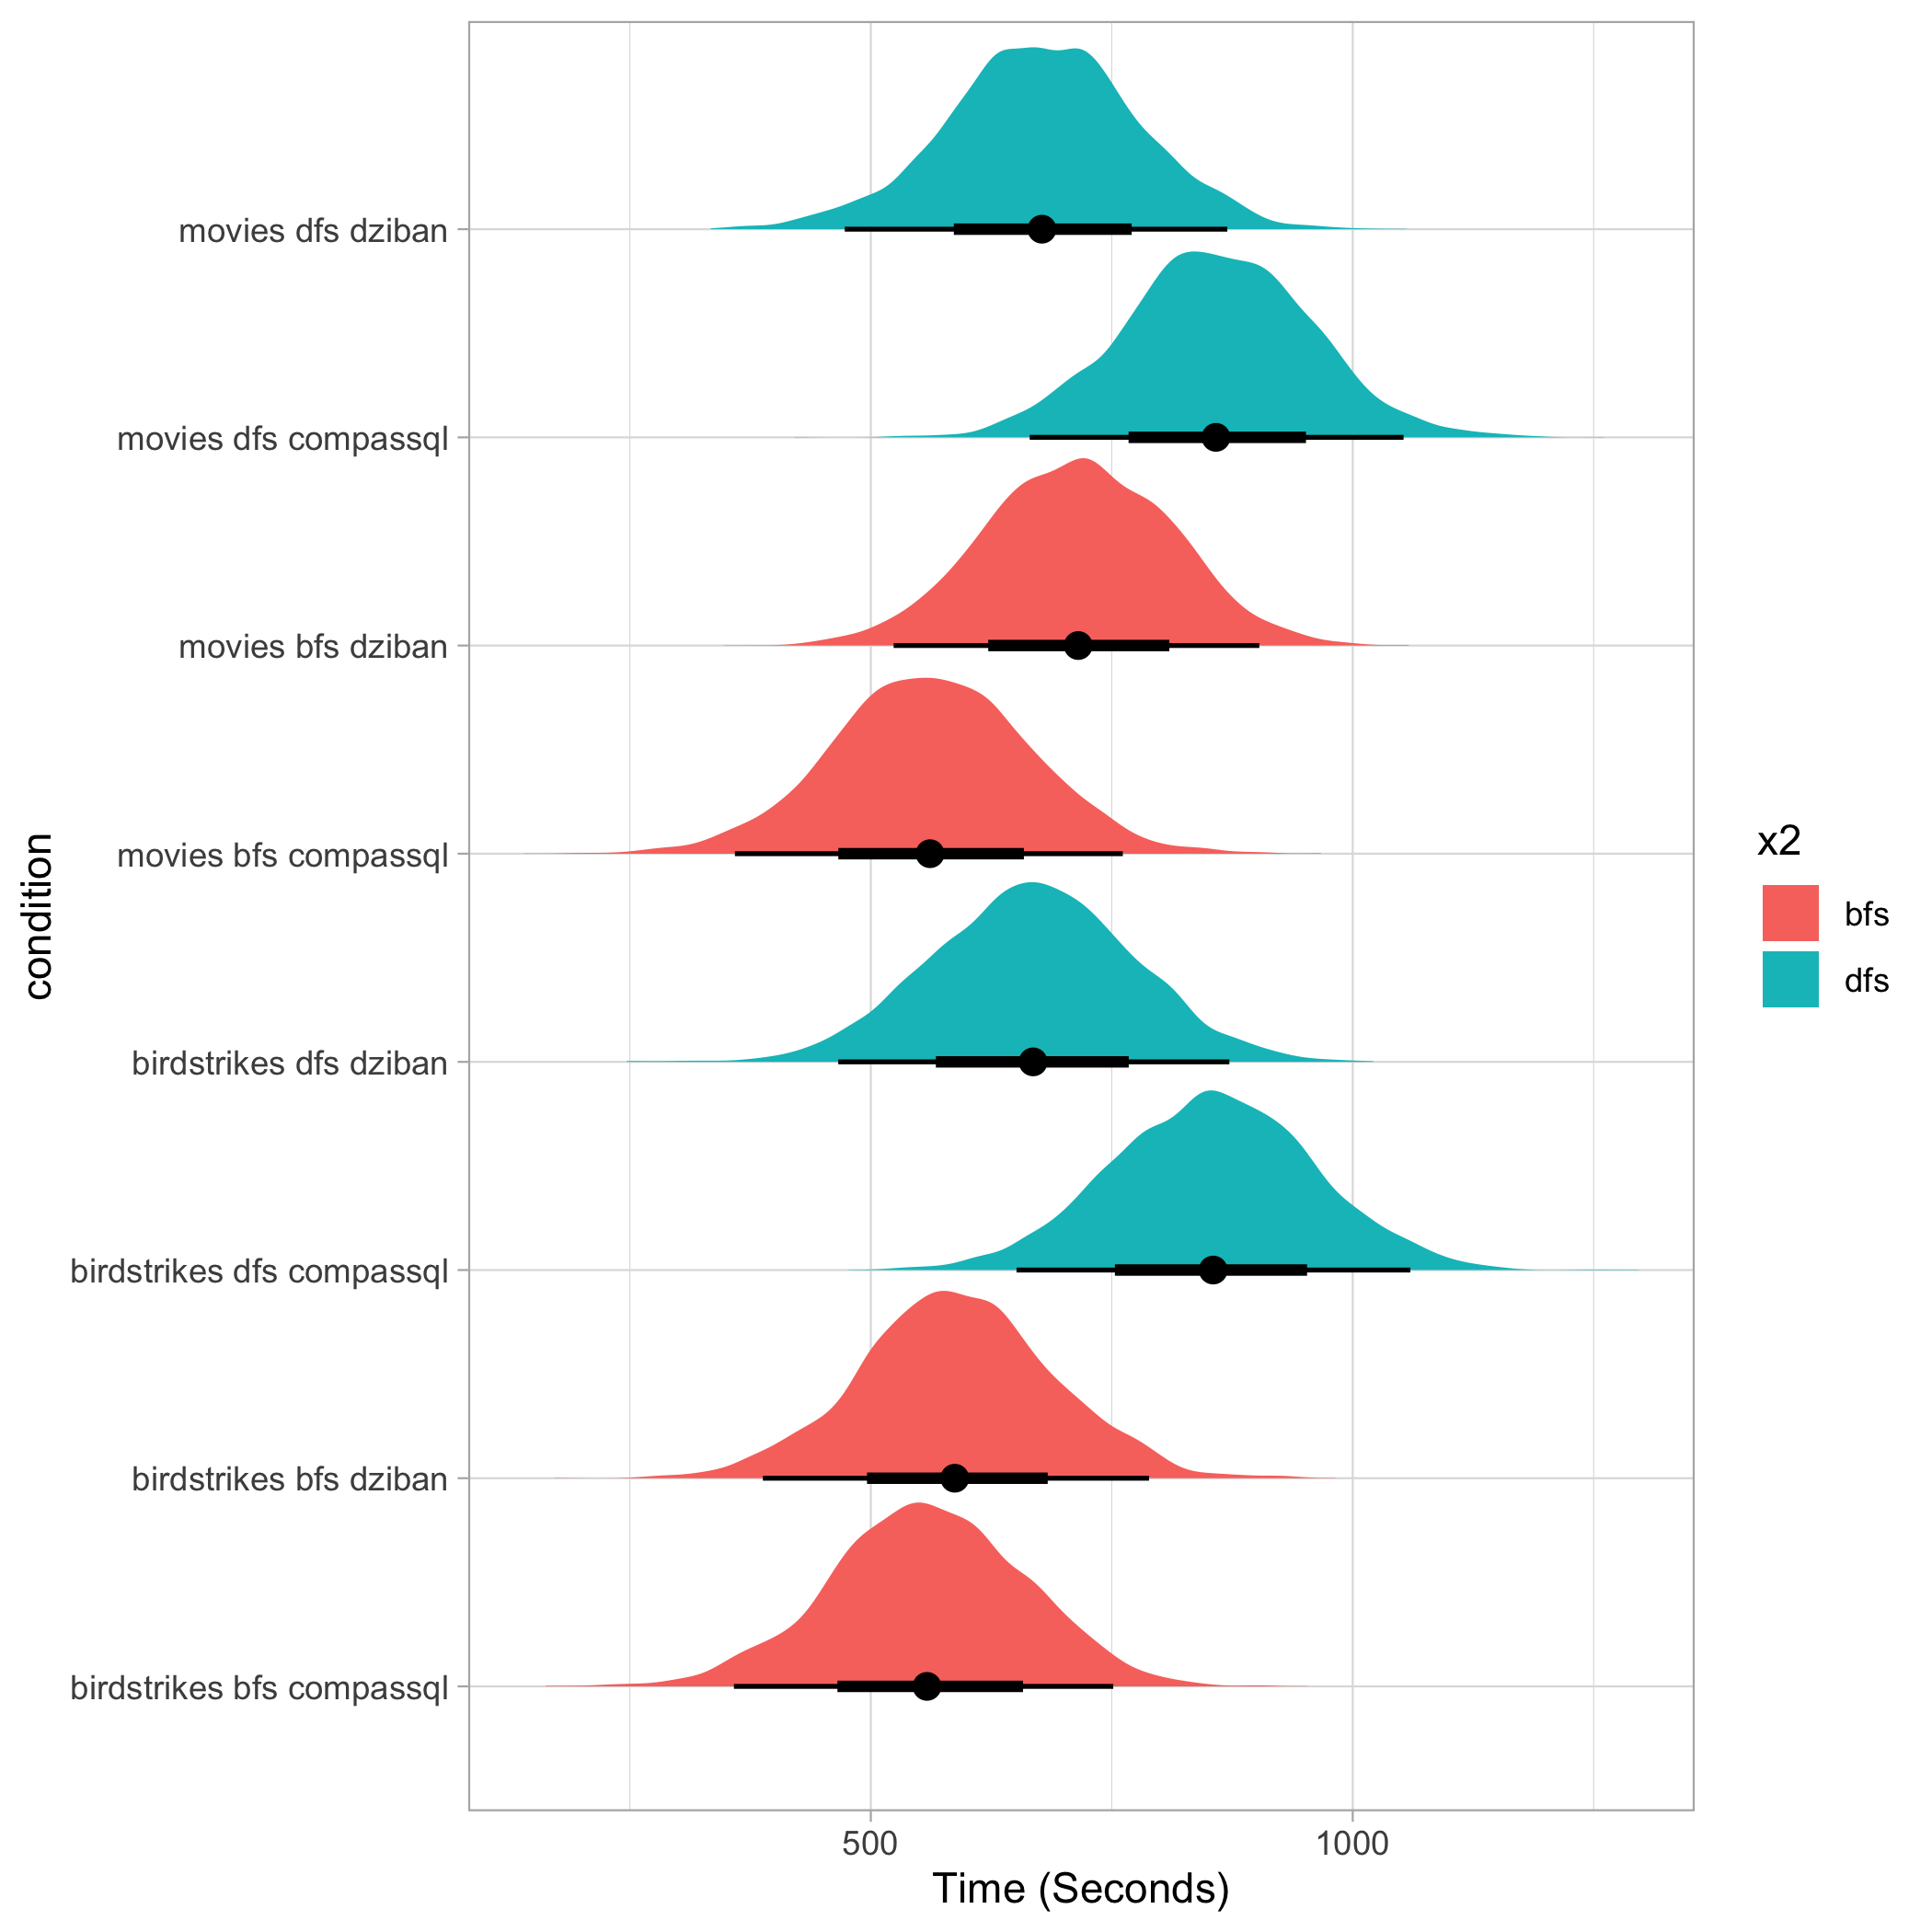 movies dfs dziban
movies dfs compassql
movies bfs dziban
movies bfs compassql
birdstrikes dfs dziban
birdstrikes dfs compassql
birdstrikes bfs dziban
birdstrikes bfs compassql
condition
500
1000
Time (Seconds)
x2
bfs
dfs